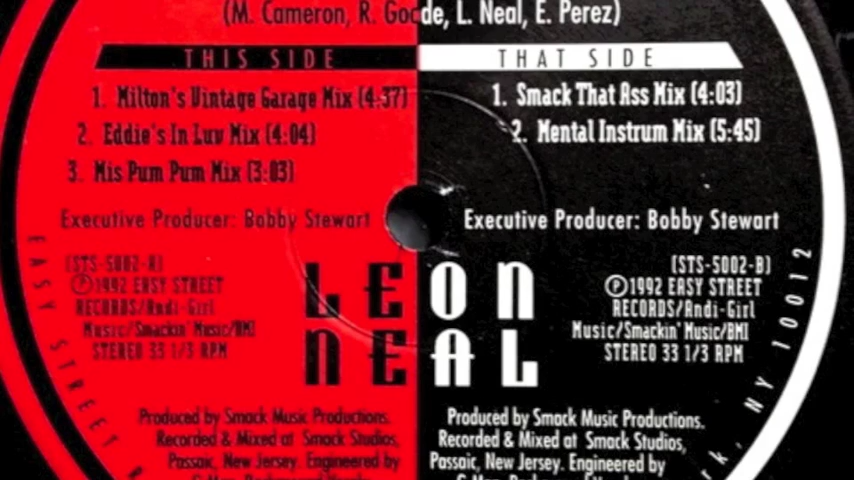 (M. Cameron, R. Goode, L. Neal, E. Perez)
THIS SIDE
1. Milton's Vintage Garage Mix (4:37)
2. Eddie's In Luv Mix (4:04)
3. Mis Pum Pum Mix (3:03)
Executive Producer: Bobby Stewart
(STS-5002-A)
Ⓟ1992 EASY STREET
RECORDS/Andi-Girl
Music/Smackin' Music/BMI
STEREO 33 1/3 RPM
THAT SIDE
1. Smack That Ass Mix (4:03)
2. Mental Instrum Mix (5:45)
Executive Producer: Bobby Stewart
(STS-5002-B)
Ⓟ1992 EASY STREET
RECORDS/Andi-Girl
Music/Smackin' Music/BMI
STEREO 33 1/3 RPM
LEON
NEAL
Produced by Smack Music Productions.
Recorded & Mixed at Smack Studios,
Passaic, New Jersey. Engineered by
Produced by Smack Music Productions.
Recorded & Mixed at Smack Studios,
Passaic, New Jersey. Engineered by
EASY STREET
NY 10012